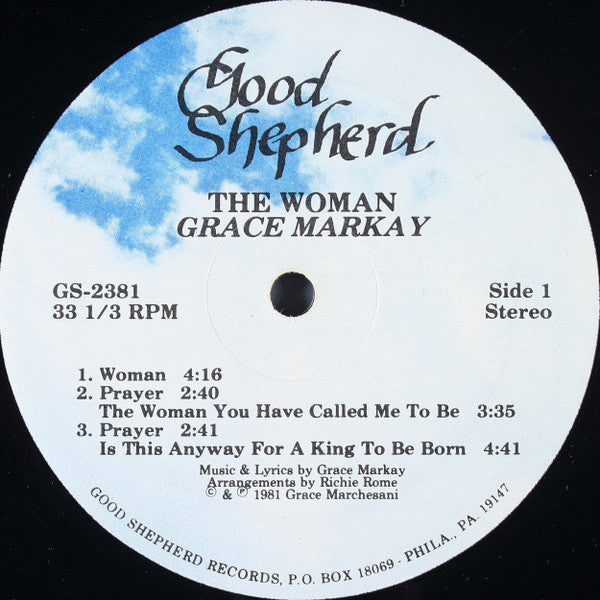 Good
Shepherd
THE WOMAN
GRACE MARKAY
GS-2381
33 1/3 RPM
Side 1
Stereo
1. Woman 4:16
2. Prayer 2:40
The Woman You Have Called Me To Be 3:35
3. Prayer 2:41
Is This Anyway For A King To Be Born 4:41
Music & Lyrics by Grace Markay
Arrangements by Richie Rome
© & ℗ 1981 Grace Marchesani
GOOD SHEPHERD RECORDS, P.O. BOX 18069 - PHILA., PA. 19147